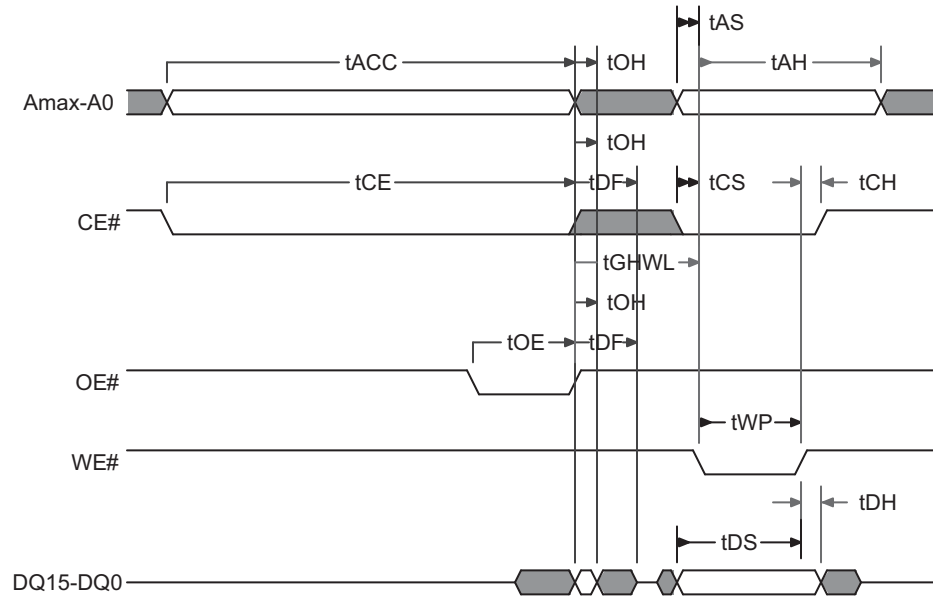 tAS
tACC
tOH
tAH
Amax-A0
tOH
tCE
tDF
tCS
tCH
CE#
tGHWL
tOH
tOE
tDF
OE#
tWP
WE#
tDH
tDS
DQ15-DQ0